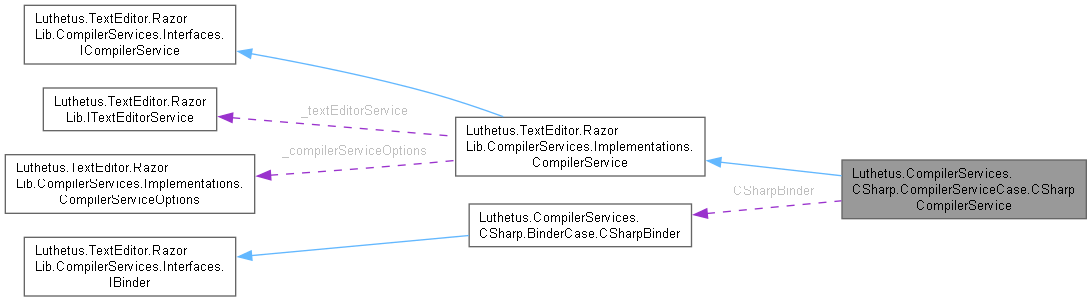 Luthetus.TextEditor.Razor
Lib.CompilerServices.Interfaces.
ICompilerService
Luthetus.TextEditor.Razor
Lib.ITextEditorService
_textEditorService
_compilerServiceOptions
Luthetus.TextEditor.Razor
Lib.CompilerServices.Implementations.
CompilerServiceOptions
Luthetus.TextEditor.Razor
Lib.CompilerServices.Implementations.
CompilerService
CSharpBinder
Luthetus.CompilerServices.
CSharp.CompilerServiceCase.CSharp
CompilerService
Luthetus.CompilerServices.
CSharp.BinderCase.CSharpBinder
Luthetus.TextEditor.Razor
Lib.CompilerServices.Interfaces.
IBinder